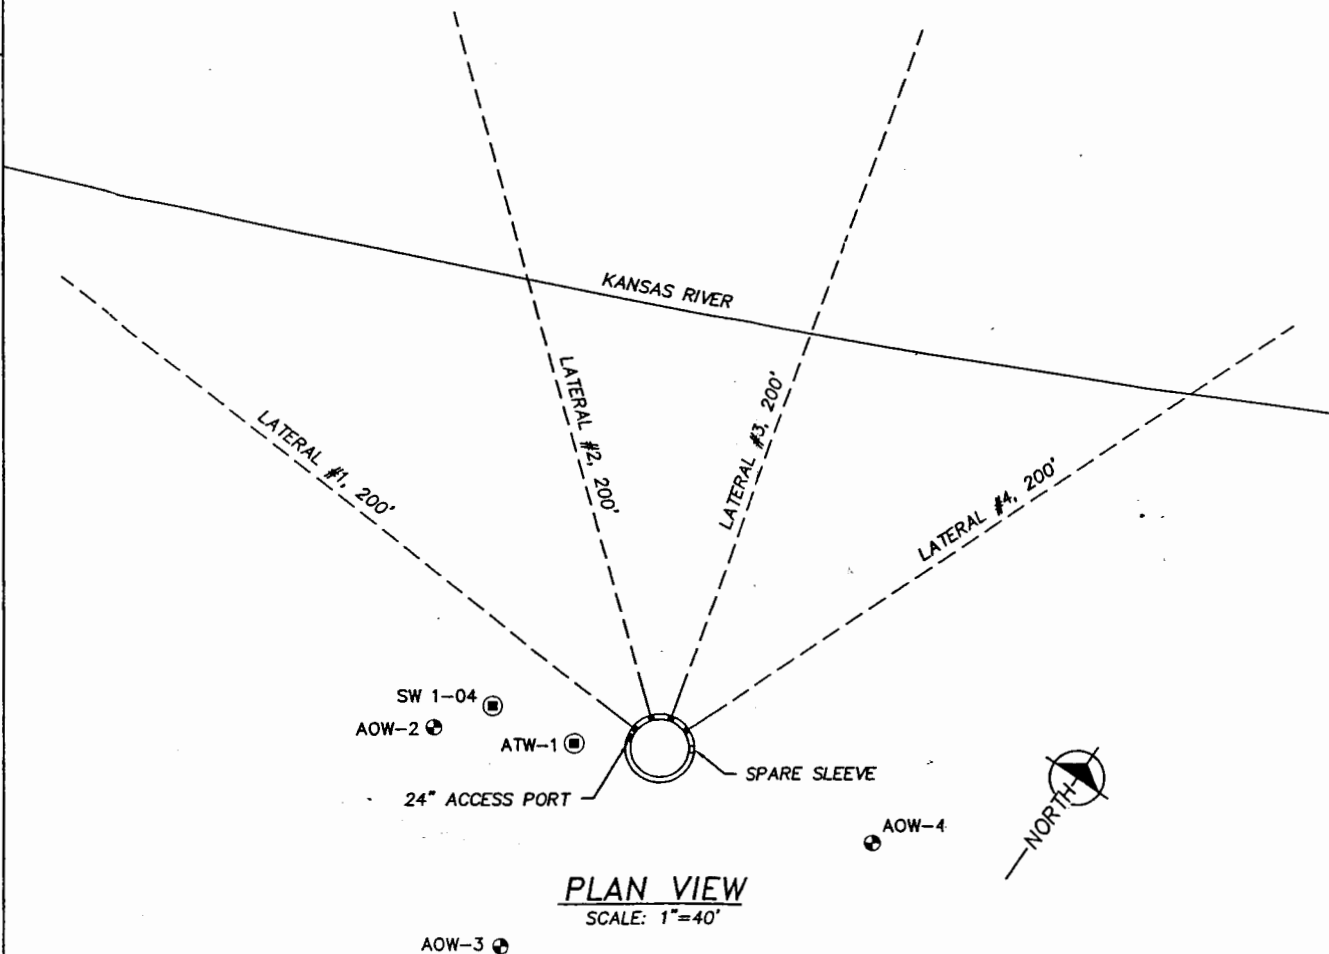 KANSAS RIVER
LATERAL #1, 200'
LATERAL #2, 200'
LATERAL #3, 200'
LATERAL #4, 200'
SW 1-04
AOW-2
ATW-1
24" ACCESS PORT
SPARE SLEEVE
NORTH
AOW-4
PLAN VIEW
SCALE: 1"=40'
AOW-3